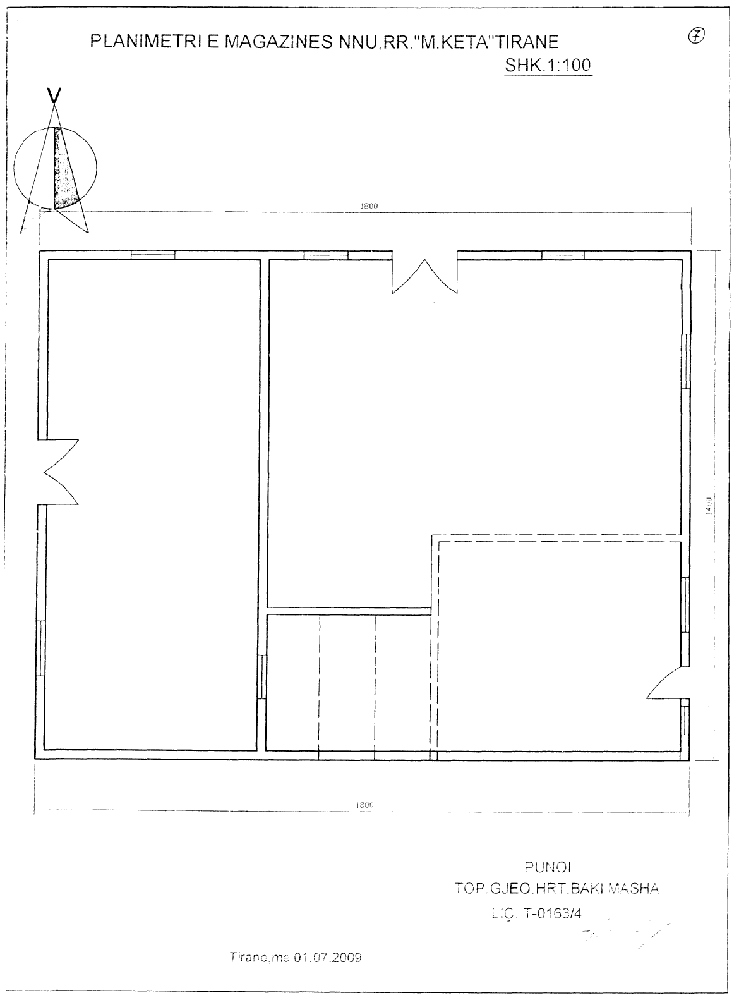 PLANIMETRI E MAGAZINES NNU,RR."M.KETA"TIRANE
7
SHK.1:100
V
1800
1400
1800
PUNOI
TOP.GJEO.HRT.BAKI MASHA
LIÇ. T-0163/4
Tirane,me 01.07.2009